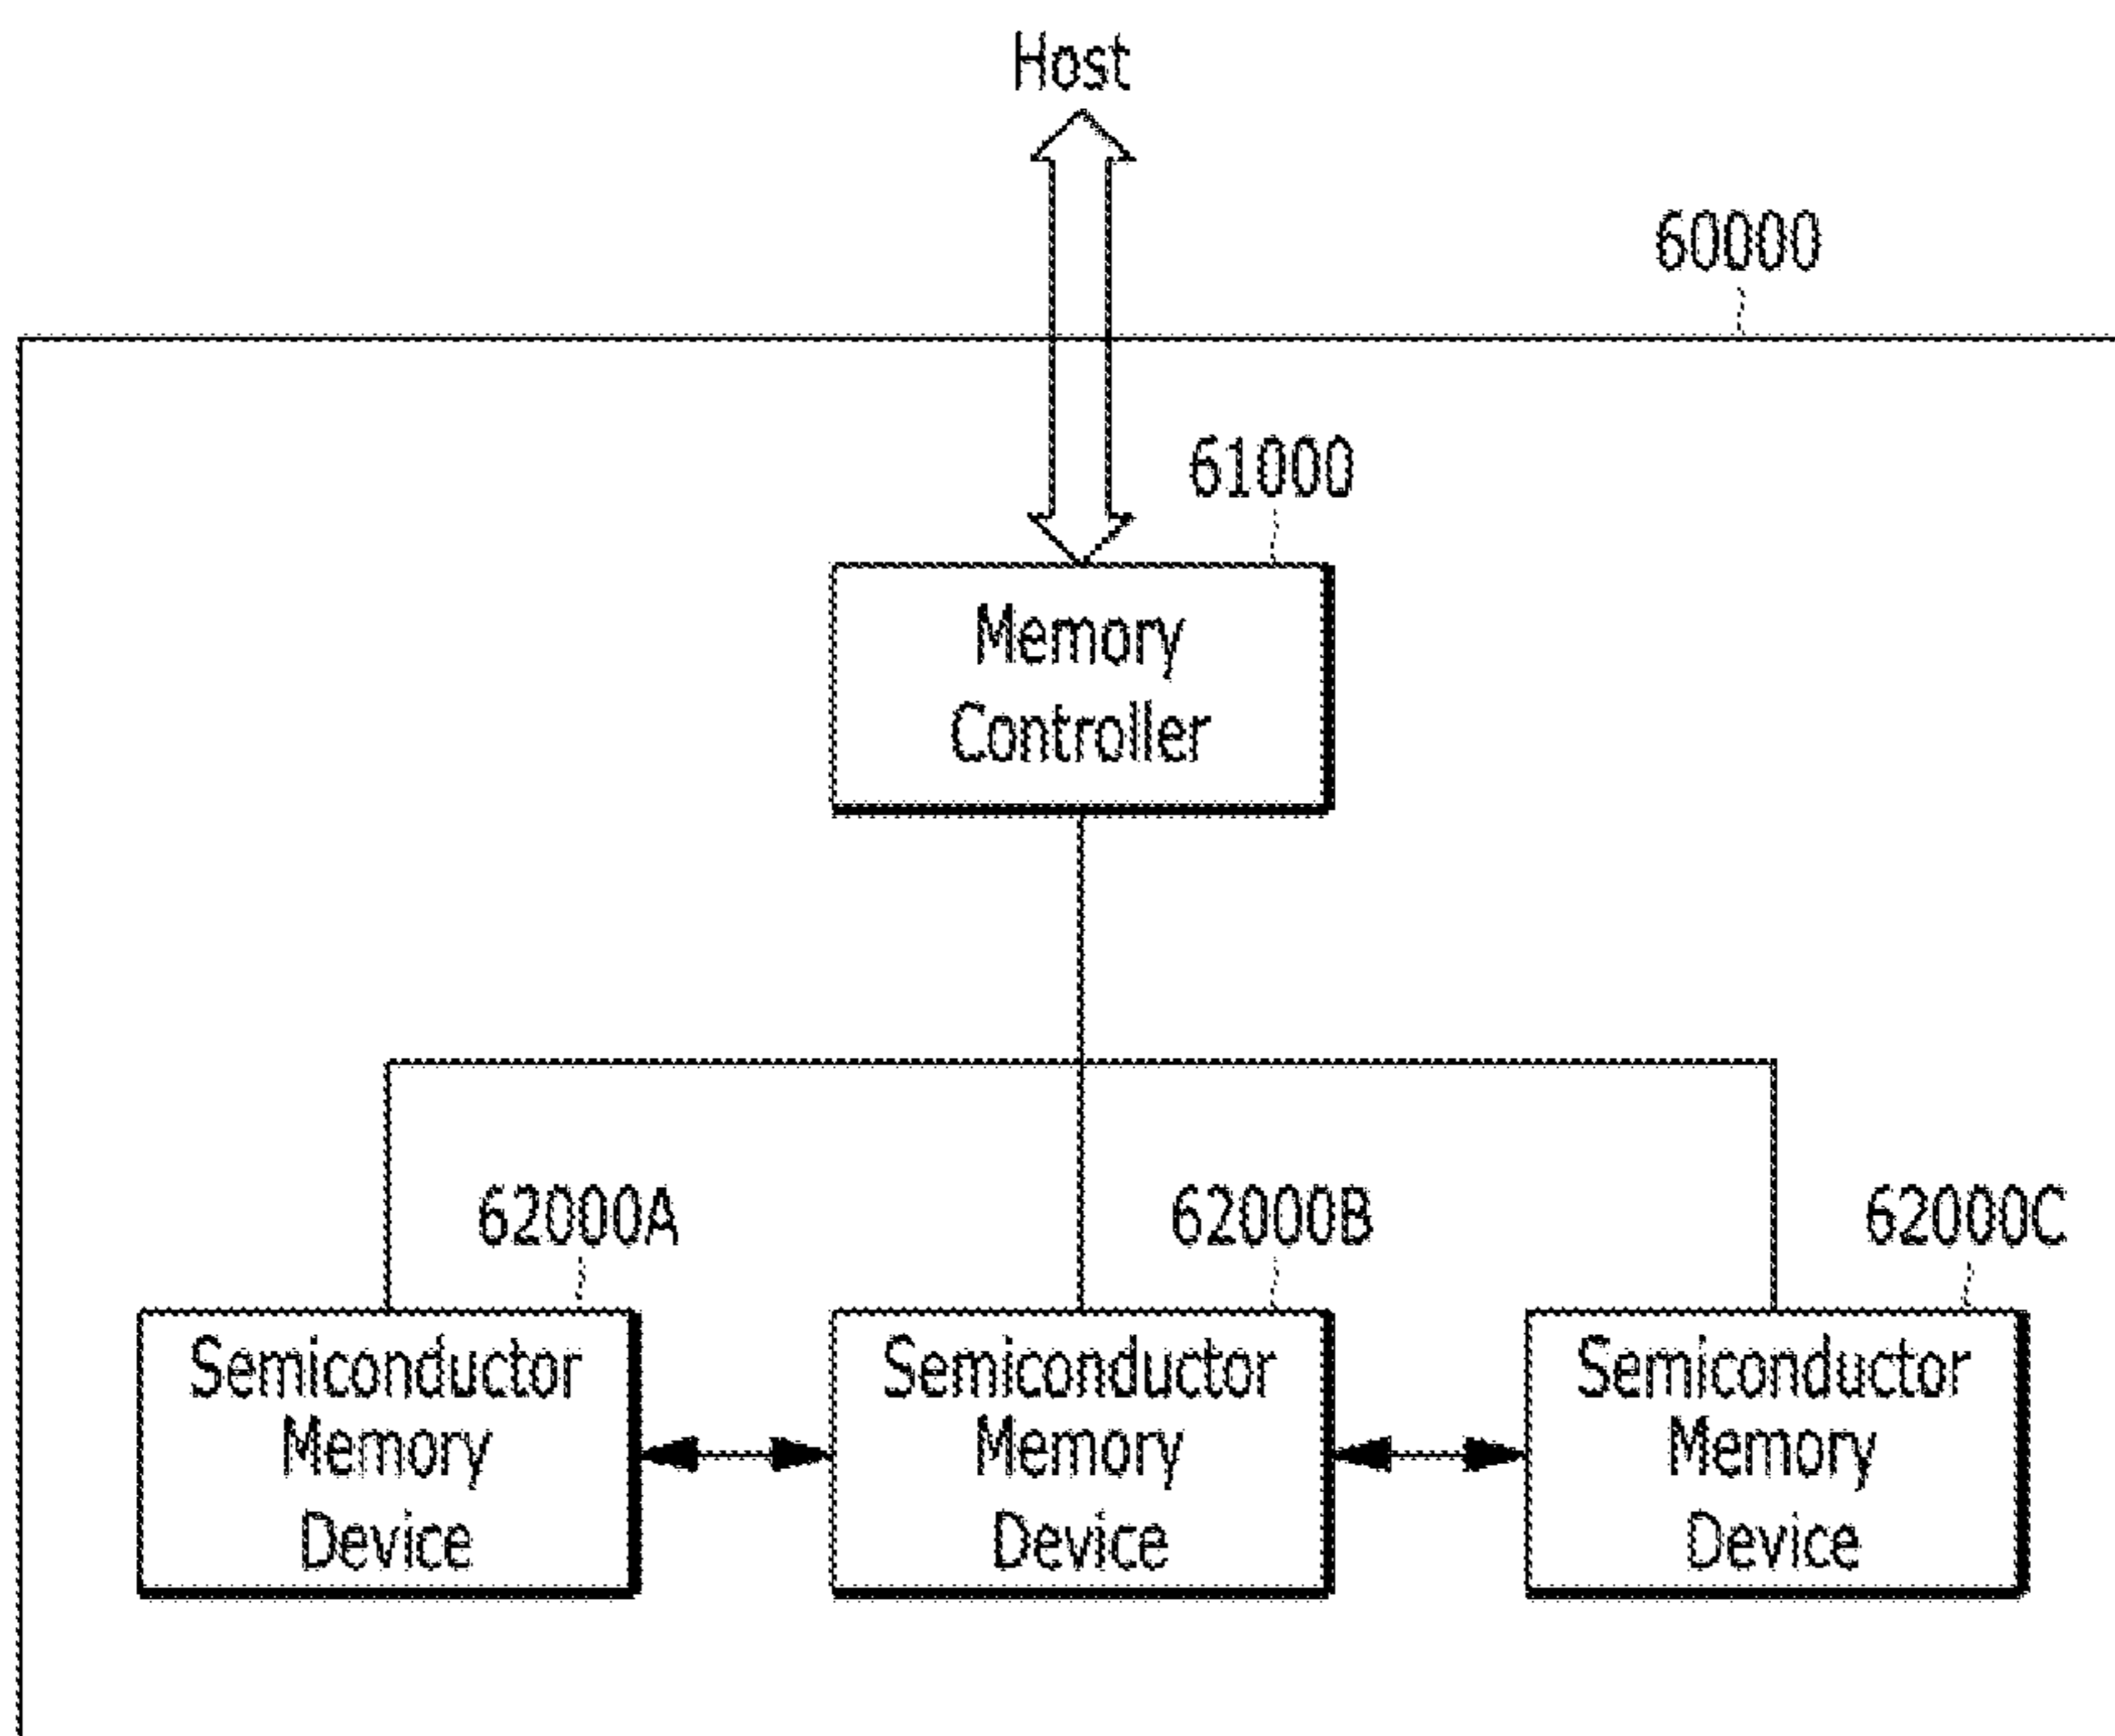 Host
60000
61000
Memory
Controller
62000A
62000B
62000C
Semiconductor
Memory
Device
Semiconductor
Memory
Device
Semiconductor
Memory
Device